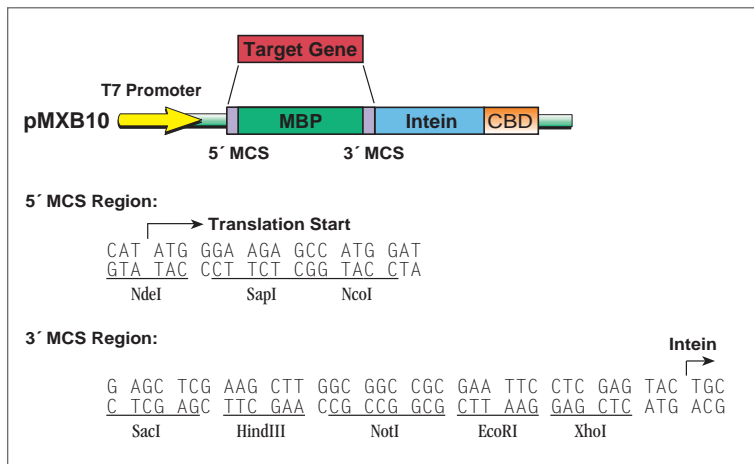 Target Gene
T7 Promoter
pMXB10
MBP
Intein
CBD
5´ MCS
3´ MCS
5´ MCS Region:
Translation Start
CAT ATG GGA AGA GCC ATG GAT
GTA TAC CCT TCT CGG TAC CTA
NdeI
SapI
NcoI
3´ MCS Region:
Intein
G AGC TCG AAG CTT GGC GGC CGC GAA TTC CTC GAG TAC TGC
C TCG AGC TTC GAA CCG CCG GCG CTT AAG GAG CTC ATG ACG
SacI
HindIII
NotI
EcoRI
XhoI